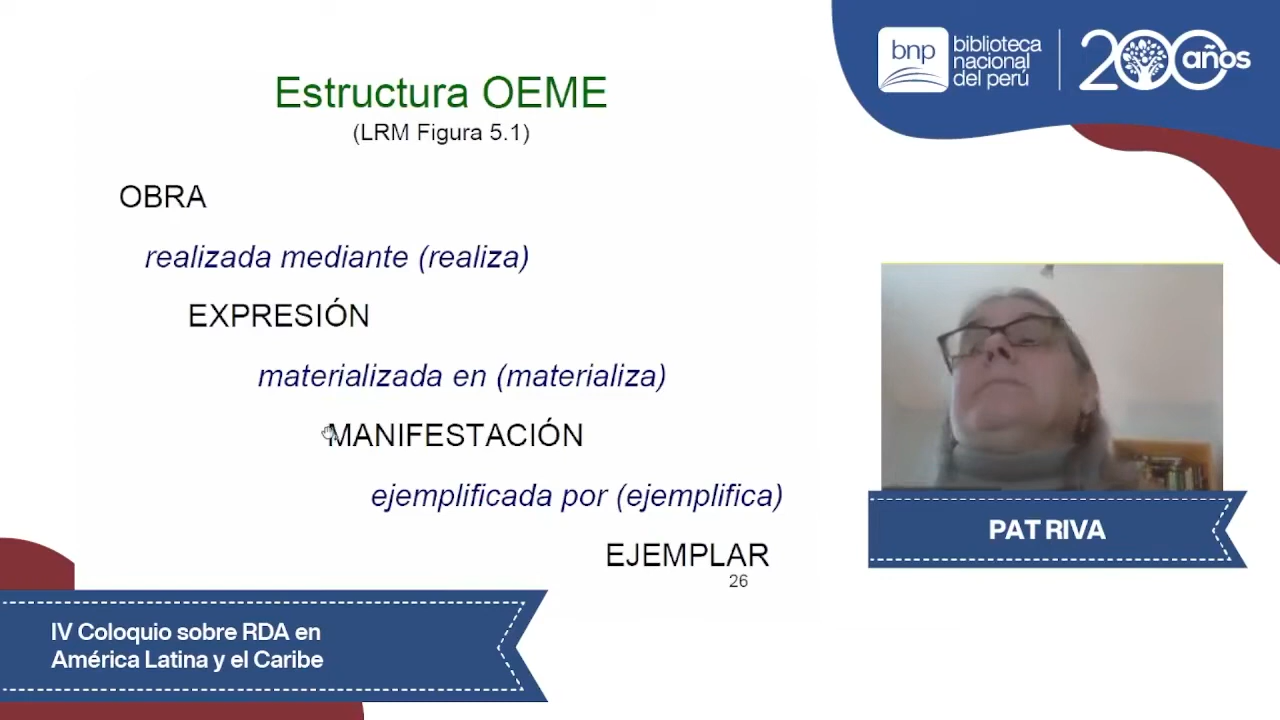 Estructura OEME
(LRM Figura 5.1)
OBRA
realizada mediante (realiza)
EXPRESIÓN
materializada en (materializa)
MANIFESTACIÓN
ejemplificada por (ejemplifica)
EJEMPLAR
26
bnp
biblioteca
nacional
del perú
200 años
PAT RIVA
IV Coloquio sobre RDA en
América Latina y el Caribe